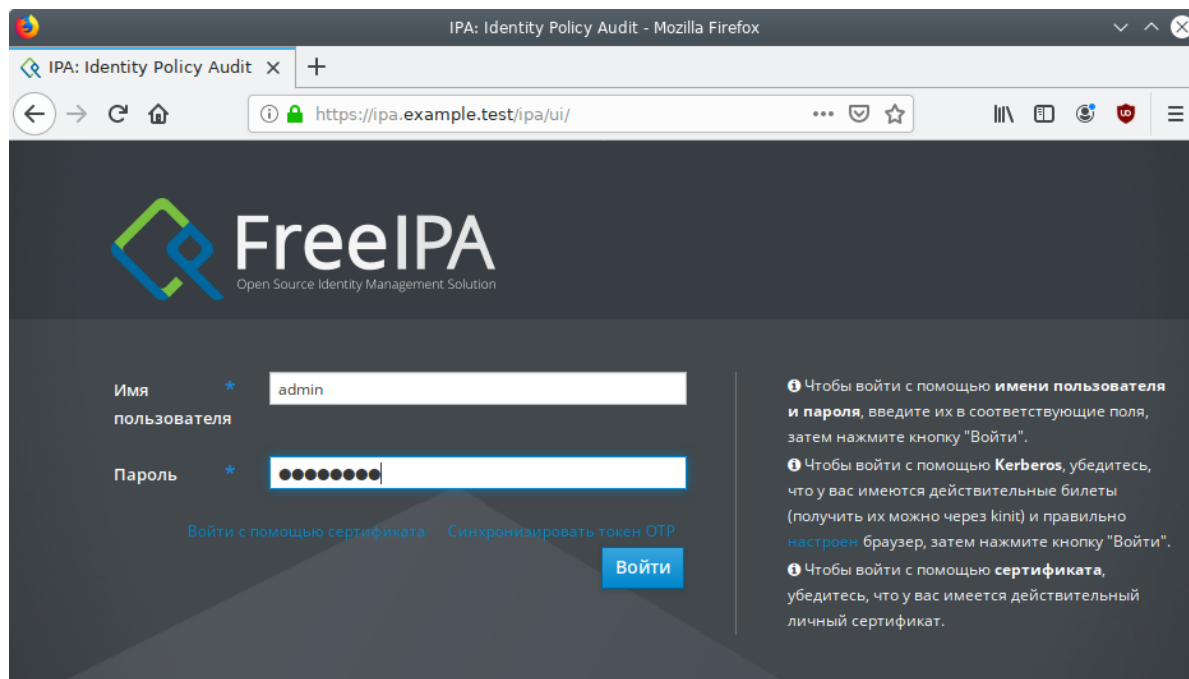 IPA: Identity Policy Audit - Mozilla Firefox
IPA: Identity Policy Audit
https://ipa.example.test/ipa/ui/
FreeIPA
Open Source Identity Management Solution
Имя
пользователя
*
admin
Пароль
*
●●●●●●●●
Войти с помощью сертификата Синхронизировать токен OTP
Войти
Чтобы войти с помощью имени пользователя
и пароля, введите их в соответствующие поля,
затем нажмите кнопку "Войти".
Чтобы войти с помощью Kerberos, убедитесь,
что у вас имеются действительные билеты
(получить их можно через kinit) и правильно
настроен браузер, затем нажмите кнопку "Войти".
Чтобы войти с помощью сертификата,
убедитесь, что у вас имеется действительный
личный сертификат.